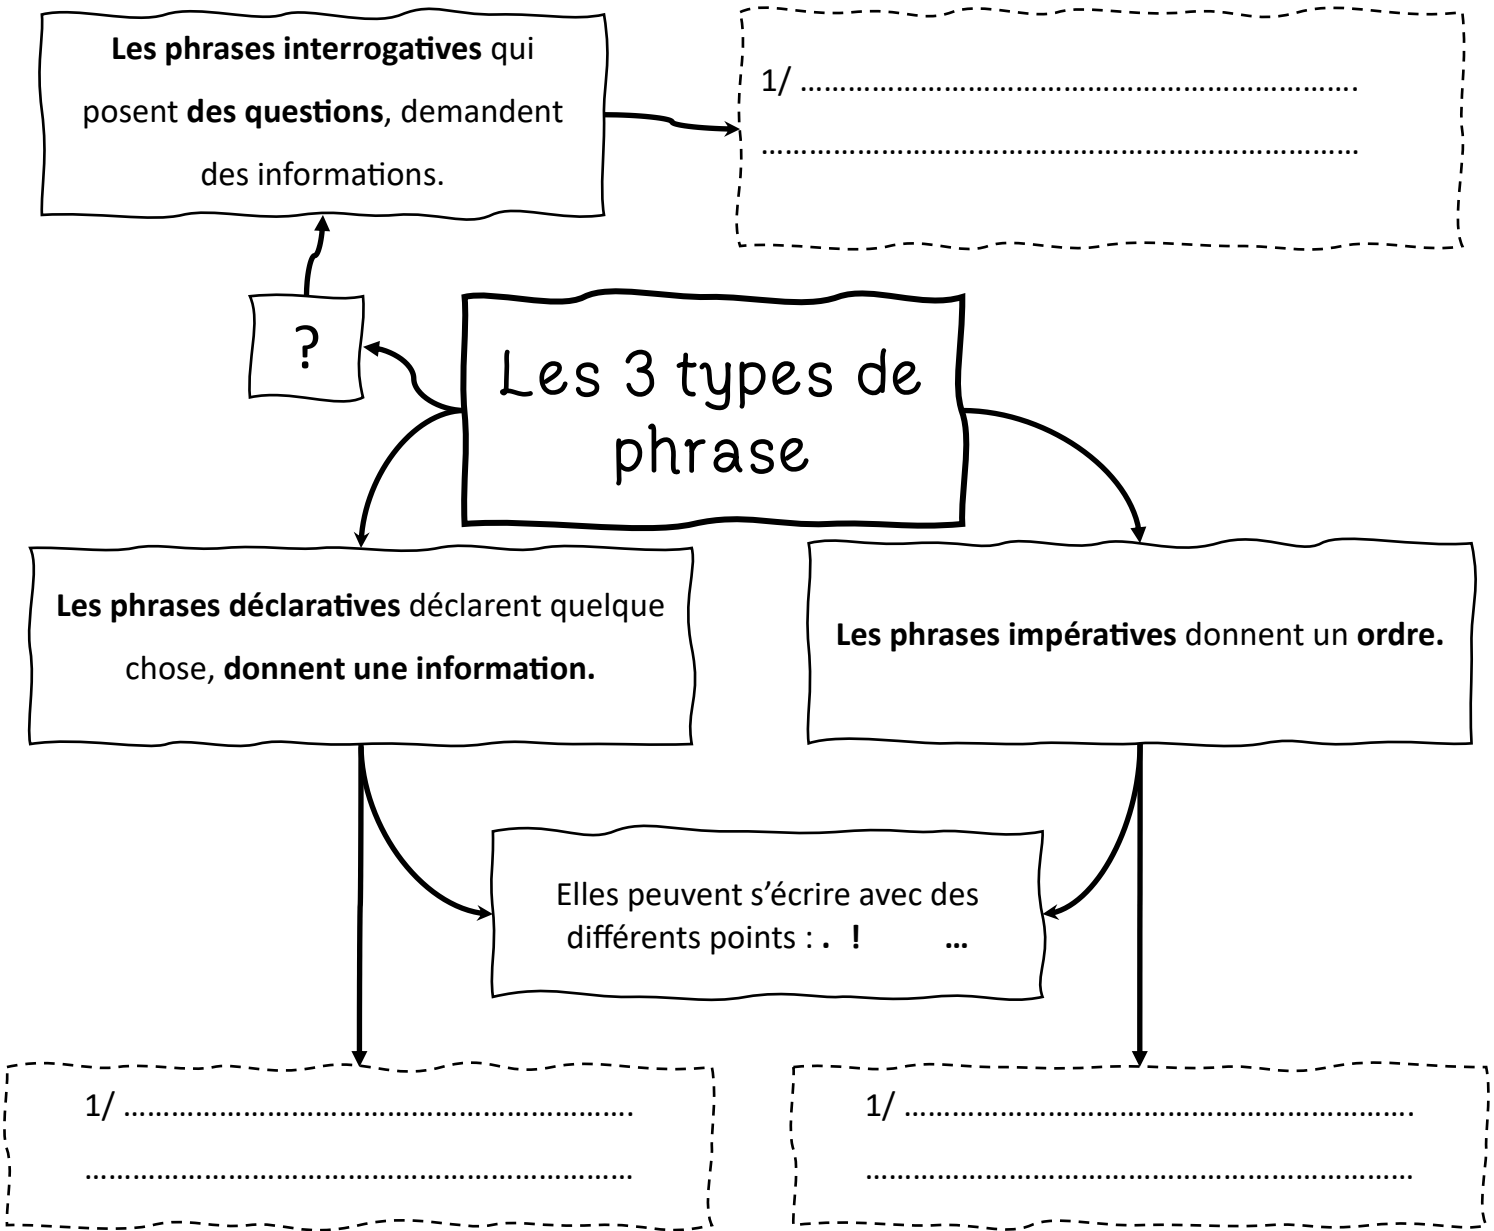 Les phrases interrogatives qui
posent des questions, demandent
des informations.
1/ ……………………………………………………………….
…………………………………………………………………
?
Les 3 types de
phrase
Les phrases déclaratives déclarent quelque
chose, donnent une information.
Les phrases impératives donnent un ordre.
Elles peuvent s’écrire avec des
différents points : . ! …
1/ ……………………………………………………….
……………………………………………………………
1/ ……………………………………………………….
……………………………………………………………